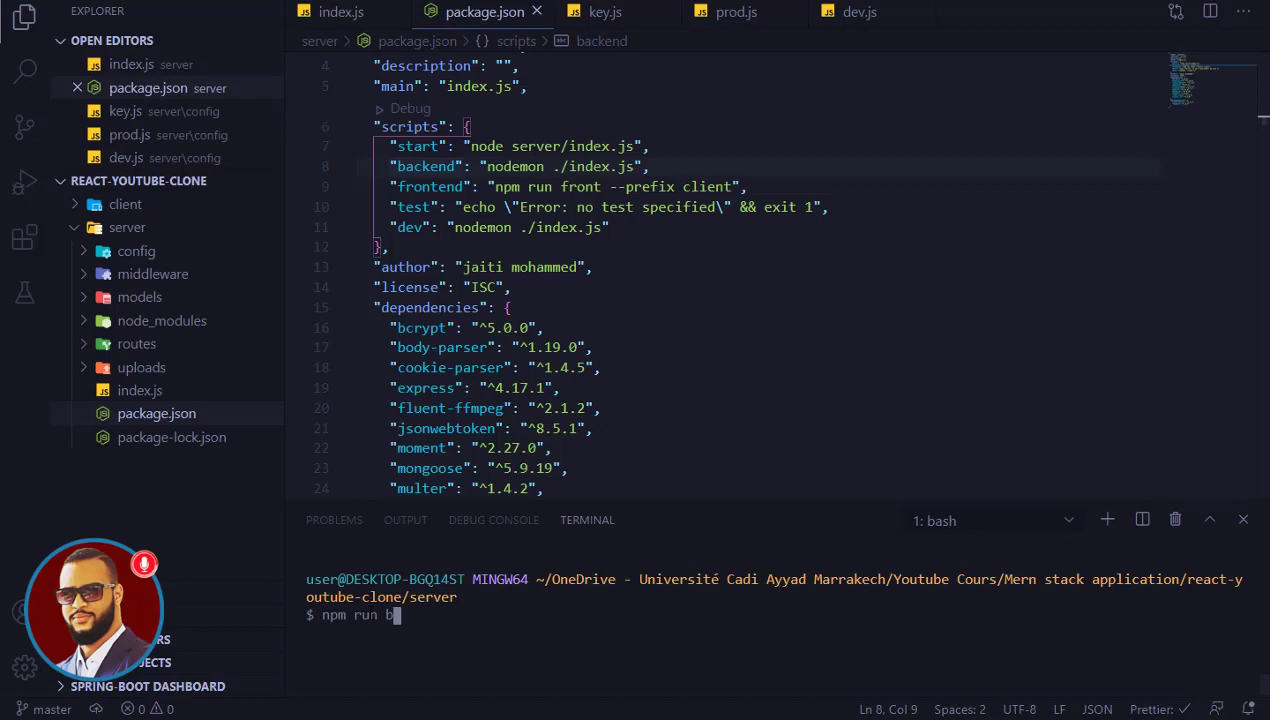 EXPLORER
OPEN EDITORS
index.js server
package.json server
key.js server\config
prod.js server\config
dev.js server\config
REACT-YOUTUBE-CLONE
client
server
config
middleware
models
node_modules
routes
uploads
index.js
package.json
package-lock.json
SPRING-BOOT DASHBOARD
index.js
package.json
key.js
prod.js
dev.js
server > package.json > {} scripts > backend
4 "description": "",
5 "main": "index.js",
Debug
6 "scripts": {
7 "start": "node server/index.js",
8 "backend": "nodemon ./index.js",
9 "frontend": "npm run front --prefix client",
10 "test": "echo \"Error: no test specified\" && exit 1",
11 "dev": "nodemon ./index.js"
12 },
13 "author": "jaiti mohammed",
14 "license": "ISC",
15 "dependencies": {
16 "bcrypt": "^5.0.0",
17 "body-parser": "^1.19.0",
18 "cookie-parser": "^1.4.5",
19 "express": "^4.17.1",
20 "fluent-ffmpeg": "^2.1.2",
21 "jsonwebtoken": "^8.5.1",
22 "moment": "^2.27.0",
23 "mongoose": "^5.9.19",
24 "multer": "^1.4.2",
PROBLEMS OUTPUT DEBUG CONSOLE TERMINAL 1: bash
user@DESKTOP-BGQ14ST MINGW64 ~/OneDrive - Université Cadi Ayyad Marrakech/Youtube Cours/Mern stack application/react-y
outube-clone/server
$ npm run b
master 0 0 Ln 8, Col 9 Spaces: 2 UTF-8 LF JSON Prettier: ✓